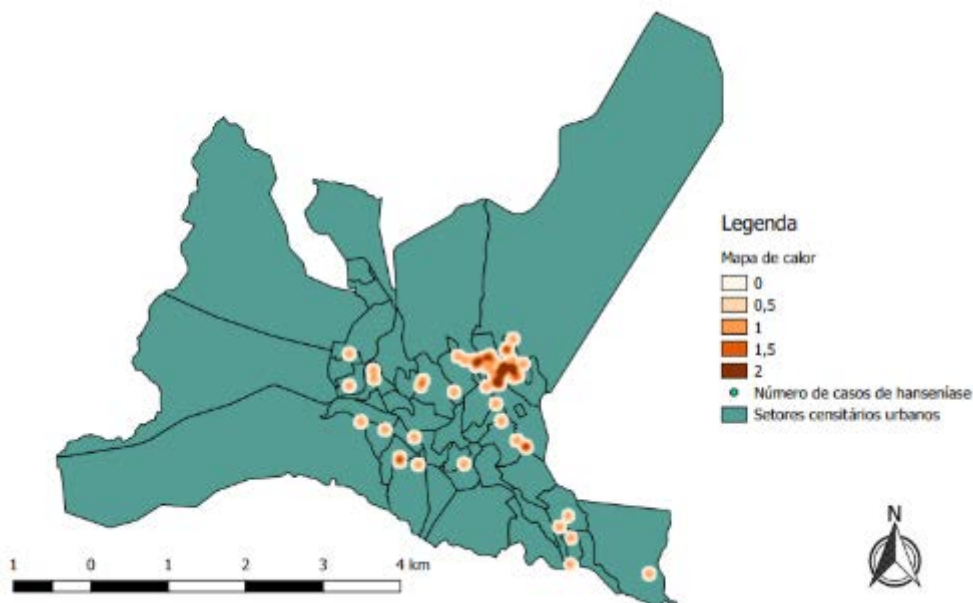 Legenda
Mapa de calor
0
0,5
1
1,5
2
Número de casos de hanseníase
Setores censitários urbanos
N
1 0 1 2 3 4 km